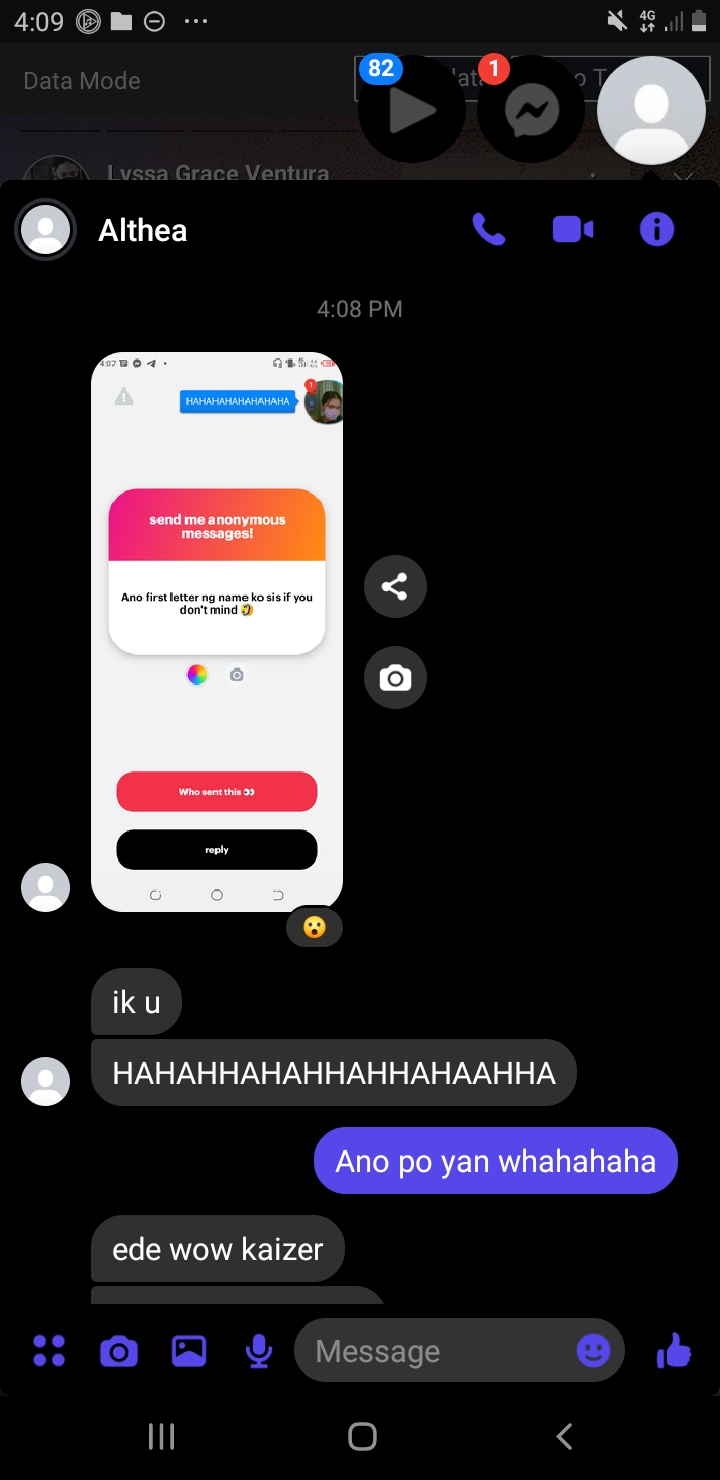 4:09
4G
Data Mode
82
1
Lyssa Grace Ventura
Althea
4:08 PM
4:07
HAHAHAHAHAHAHAHA
1
send me anonymous
messages!
Ano first letter ng name ko sis if you
don't mind 🤣
Who sent this 👀
reply
😮
ik u
HAHAHHAHAHHAHHAHAAHHA
Ano po yan whahahaha
ede wow kaizer
Message